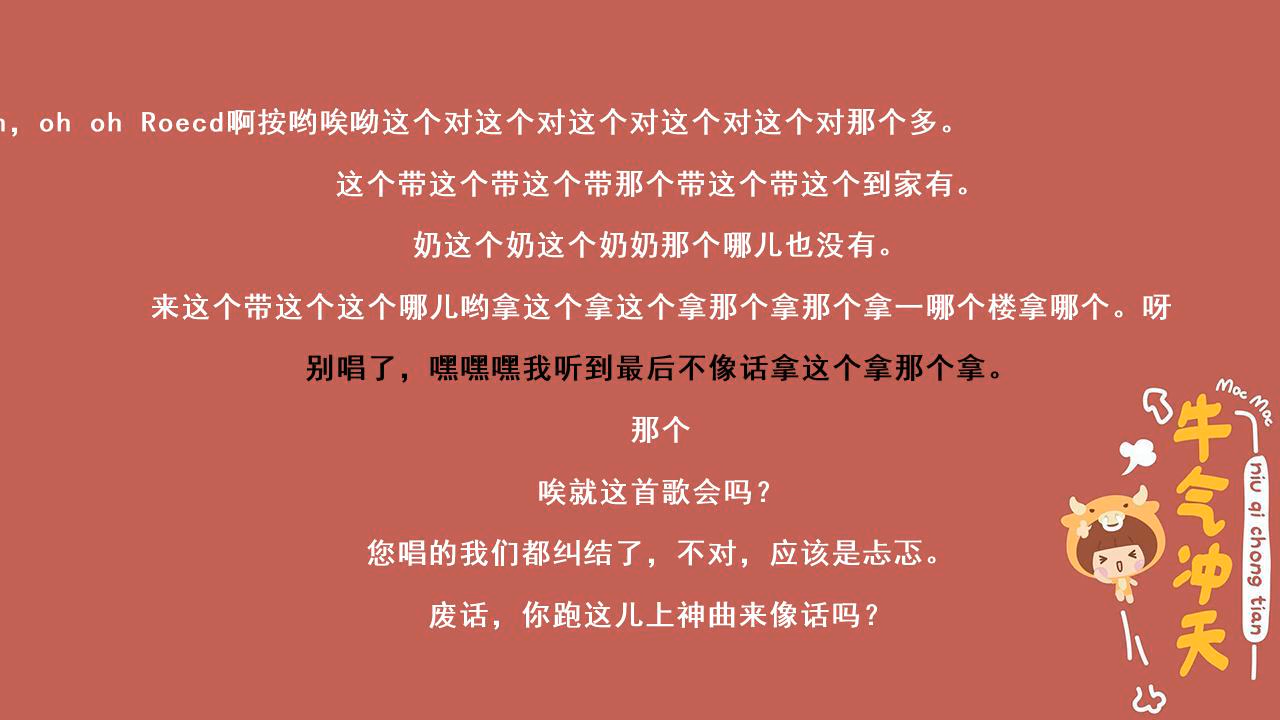 , oh oh Roecd啊按哟唉呦这个对这个对这个对这个对这个对那个多。
这个带这个带这个带那个带这个带这个到家有。
奶这个奶这个奶奶那个哪儿也没有。
来这个带这个这个哪儿哟拿这个拿这个拿那个拿那个拿一哪个楼拿哪个。呀
别唱了，嘿嘿嘿我听到最后不像话拿这个拿那个拿。
那个
唉就这首歌会吗？
您唱的我们都纠结了，不对，应该是忐忑。
废话，你跑这儿上神曲来像话吗？
Moc Moc
牛气冲天
niu qi chong tian